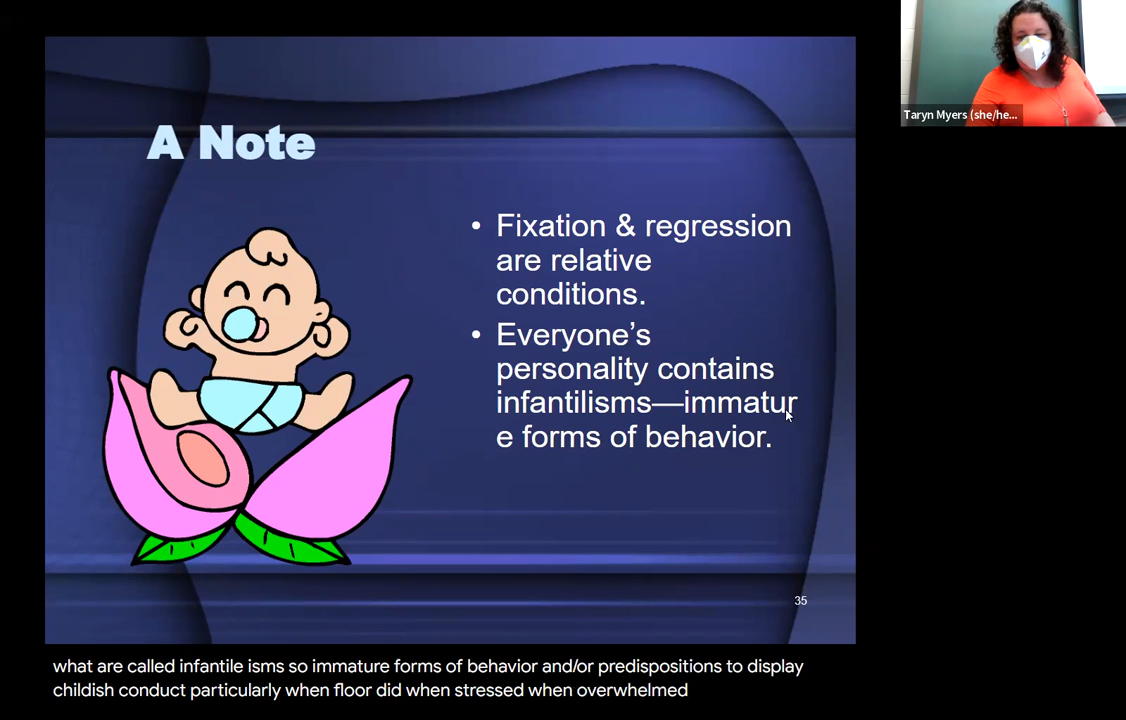 Taryn Myers (she/he...
A Note
• Fixation & regression
are relative
conditions.
• Everyone’s
personality contains
infantilisms—immatur
e forms of behavior.
35
what are called infantile isms so immature forms of behavior and/or predispositions to display
childish conduct particularly when floor did when stressed when overwhelmed